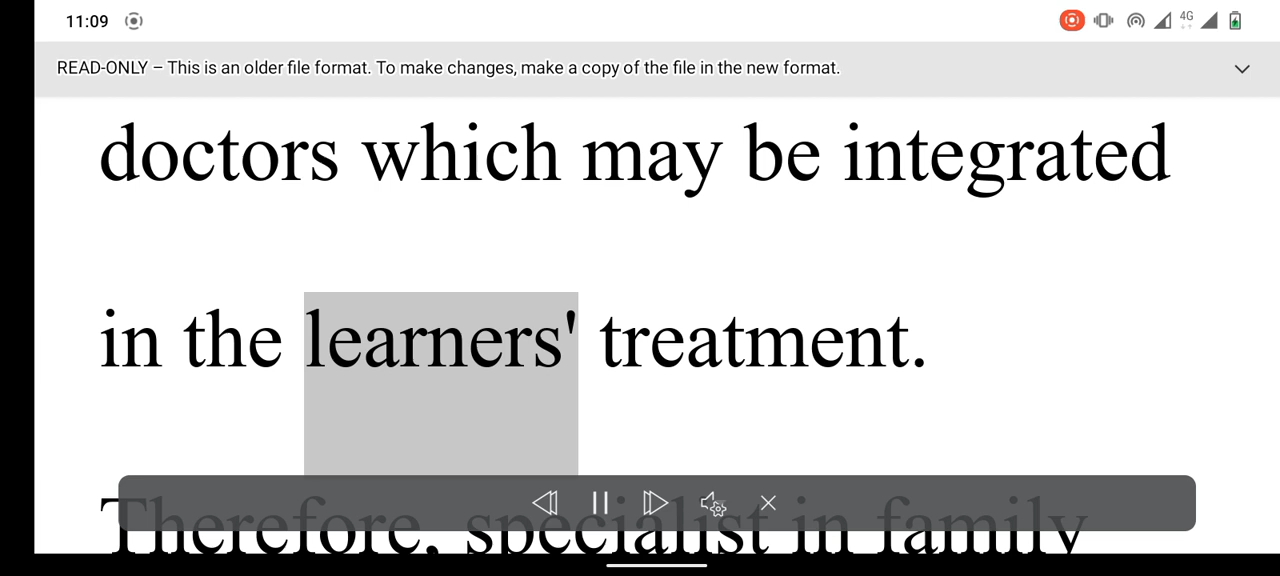 11:09
4G
READ-ONLY – This is an older file format. To make changes, make a copy of the file in the new format.
doctors which may be integrated
in the learners' treatment.
Therefore, specialist in family